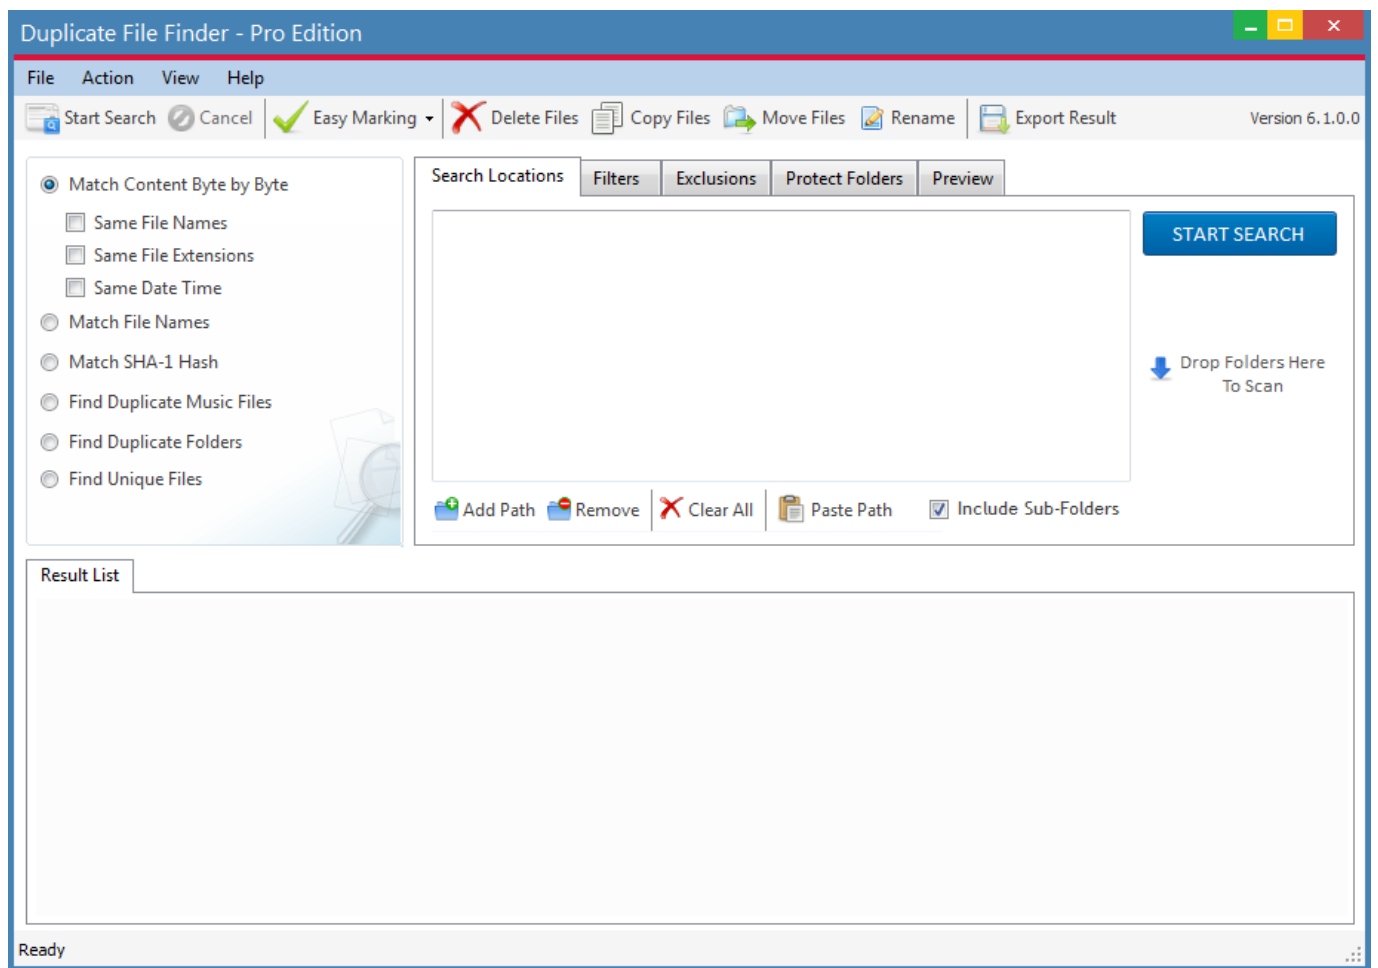 Duplicate File Finder - Pro Edition
File Action View Help
Start Search Cancel Easy Marking Delete Files Copy Files Move Files Rename Export Result Version 6.1.0.0
Match Content Byte by Byte
Same File Names
Same File Extensions
Same Date Time
Match File Names
Match SHA-1 Hash
Find Duplicate Music Files
Find Duplicate Folders
Find Unique Files
Search Locations Filters Exclusions Protect Folders Preview
START SEARCH
Drop Folders Here
To Scan
Add Path Remove Clear All Paste Path Include Sub-Folders
Result List
Ready